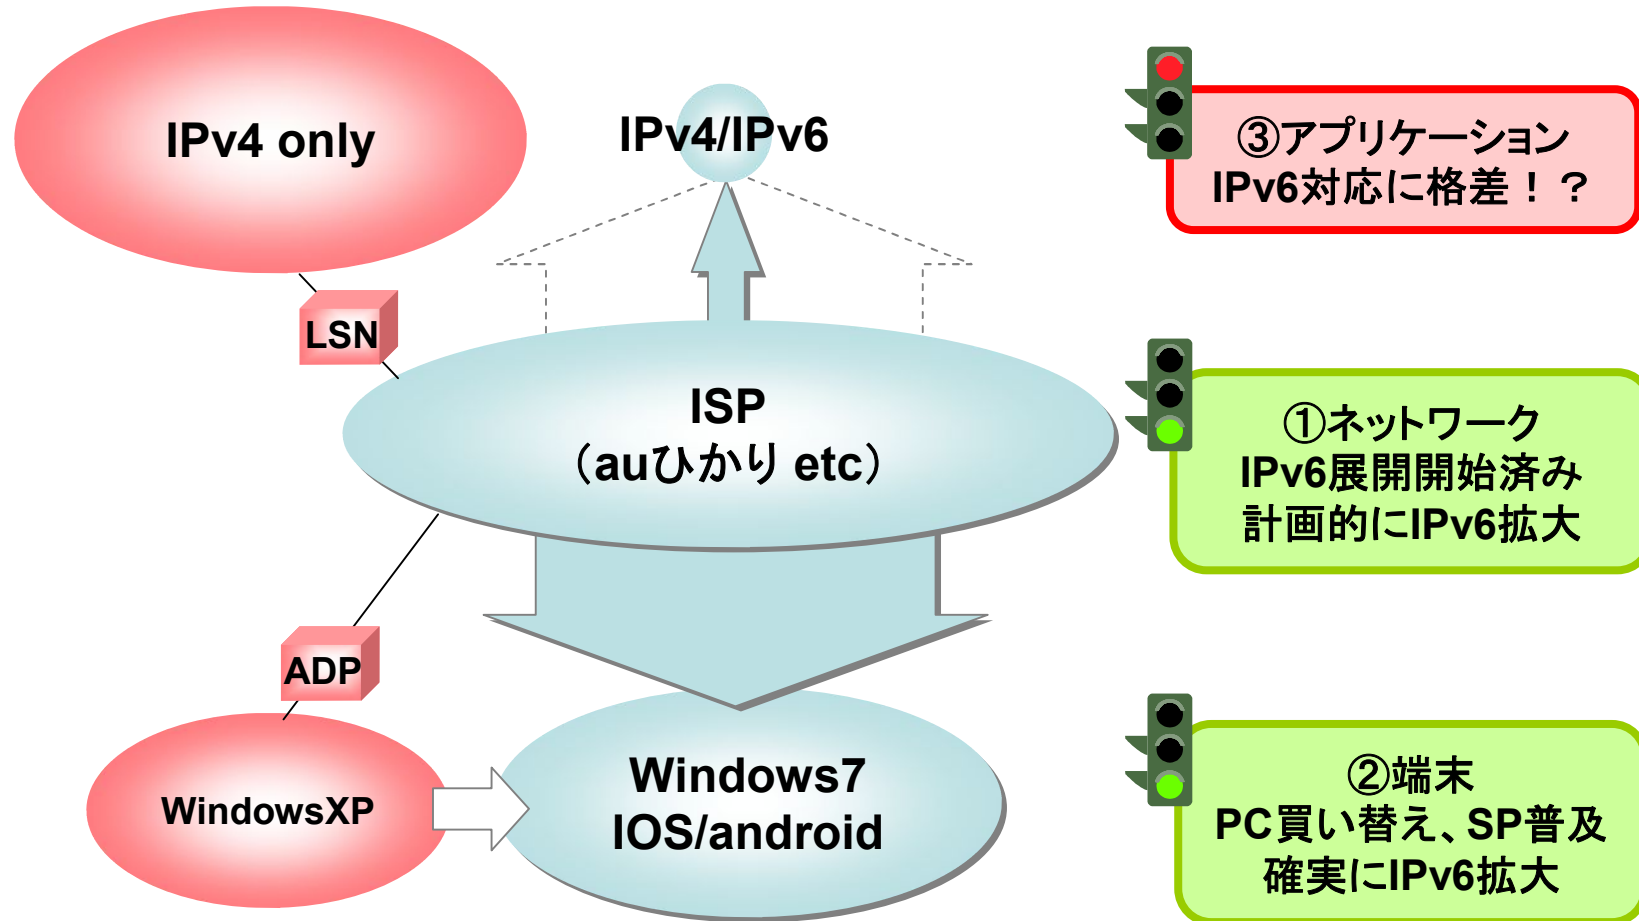 IPv4 only
IPv4/IPv6
③アプリケーション
IPv6対応に格差！？
LSN
ISP
（auひかり etc）
①ネットワーク
IPv6展開開始済み
計画的にIPv6拡大
ADP
WindowsXP
Windows7
IOS/android
②端末
PC買い替え、SP普及
確実にIPv6拡大